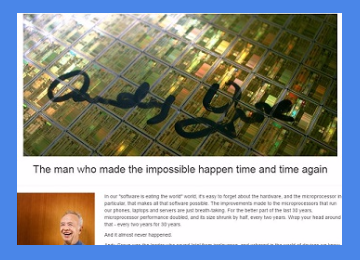 Andy Grove
The man who made the impossible happen time and time again
In our "software is eating the world" world, it's easy to forget about the hardware, and the microprocessor in
particular, that makes all that software possible. The improvements made to the microprocessors that run
our phones, laptops and servers are just breath-taking. For the better part of the last 50 years,
microprocessor performance doubled, and its size shrunk by half, every two years. Wrap your head around
that - every two years for 50 years.
And it almost never happened.